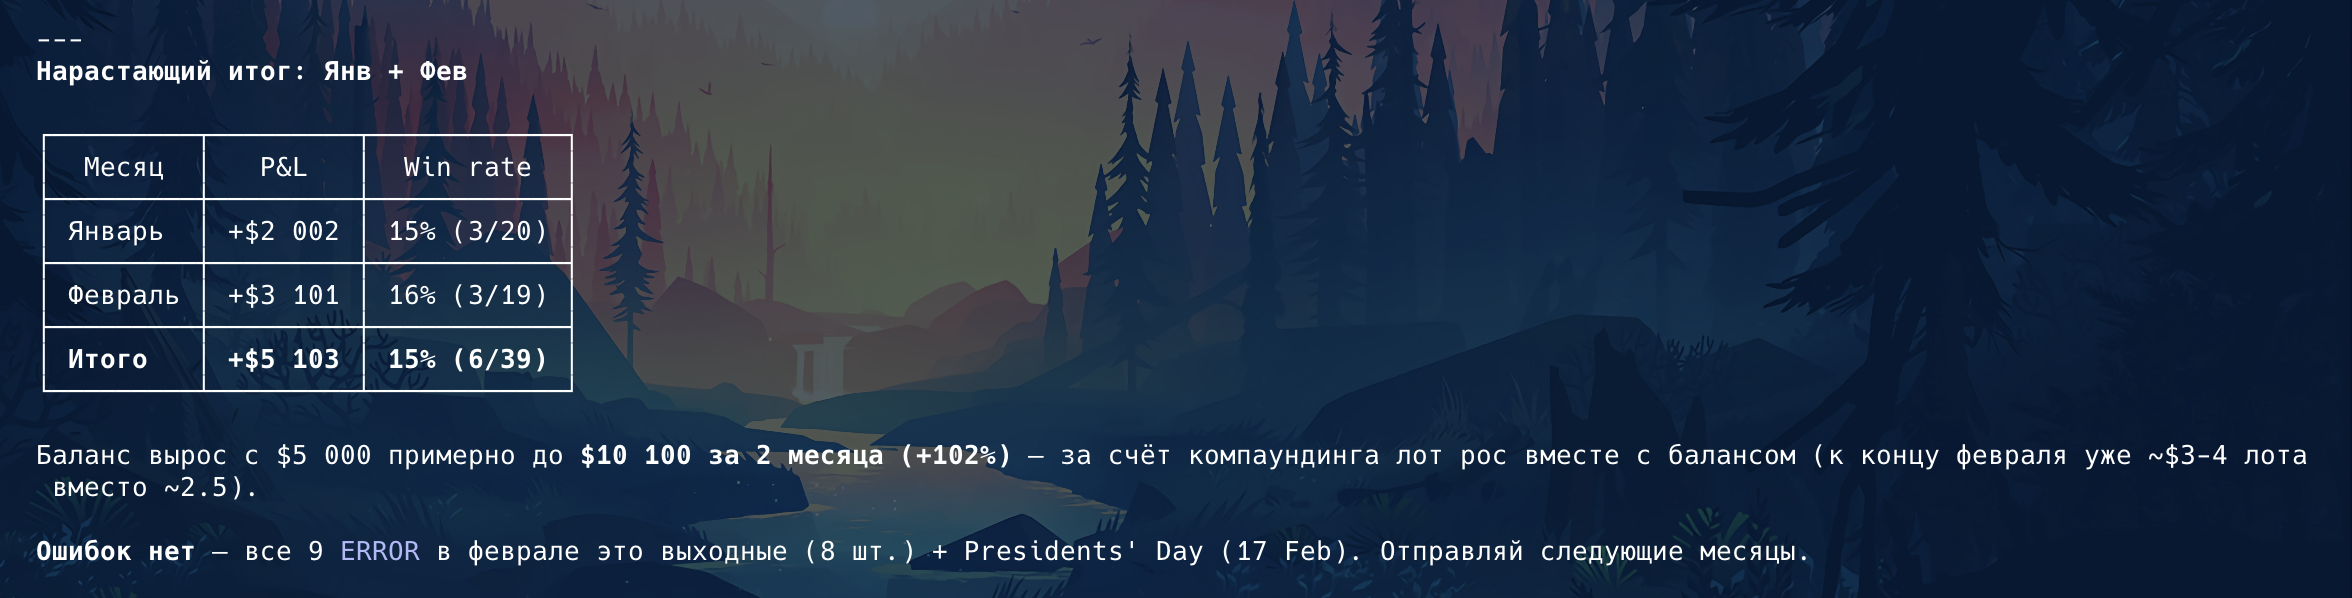 ---
Нарастающий итог: Янв + Фев
Месяц P&L Win rate
Январь +$2 002 15% (3/20)
Февраль +$3 101 16% (3/19)
Итого +$5 103 15% (6/39)
Баланс вырос с $5 000 примерно до $10 100 за 2 месяца (+102%) — за счёт компаундинга лот рос вместе с балансом (к концу февраля уже ~$3-4 лота
вместо ~2.5).
Ошибок нет — все 9 ERROR в феврале это выходные (8 шт.) + Presidents' Day (17 Feb). Отправляй следующие месяцы.